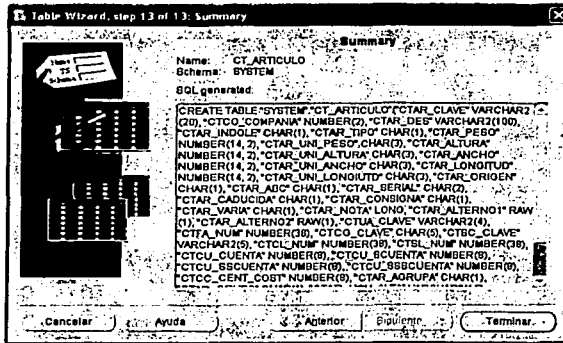 Table Wizard, step 13 of 13: Summary
Summary
Name: CT_ARTICULO
Schema: SYSTEM
SQL generated:
CREATE TABLE "SYSTEM"."CT_ARTICULO"("CTAR_CLAVE" VARCHAR2
(20), "CTCO_COMPANIA" NUMBER(2), "CTAR_DES" VARCHAR2(100),
"CTAR_INDOLE" CHAR(1), "CTAR_TIPO" CHAR(1), "CTAR_PESO"
NUMBER(14, 2), "CTAR_UNI_PESO" CHAR(3), "CTAR_ALTURA"
NUMBER(14, 2), "CTAR_UNI_ALTURA" CHAR(3), "CTAR_ANCHO"
NUMBER(14, 2), "CTAR_UNI_ANCHO" CHAR(3), "CTAR_LONGITUD"
NUMBER(14, 2), "CTAR_UNI_LONGIUTD" CHAR(3), "CTAR_ORIGEN"
CHAR(1), "CTAR_ABC" CHAR(1), "CTAR_SERIAL" CHAR(2),
"CTAR_CADUCIDA" CHAR(1), "CTAR_CONSIGNA" CHAR(1),
"CTAR_VARIA" CHAR(1), "CTAR_NOTA" LONG, "CTAR_ALTERNO1" RAW
(1), "CTAR_ALTERNO2" RAW(1), "CTUA_CLAVE" VARCHAR2(4),
"CTFA_NUM" NUMBER(38), "CTCG_CLAVE" CHAR(5), "CTSC_CLAVE"
VARCHAR2(5), "CTCL_NUM" NUMBER(38), "CTSL_NUM" NUMBER(38),
"CTCU_CUENTA" NUMBER(8), "CTCU_SCUENTA" NUMBER(8),
"CTCU_SSCUENTA" NUMBER(8), "CTCU_SSSCUENTA" NUMBER(8),
"CTCC_CENT_COST" NUMBER(8), "CTAR_AGRUPA" CHAR(1),
Cancelar Ayuda Anterior Siguiente Terminar